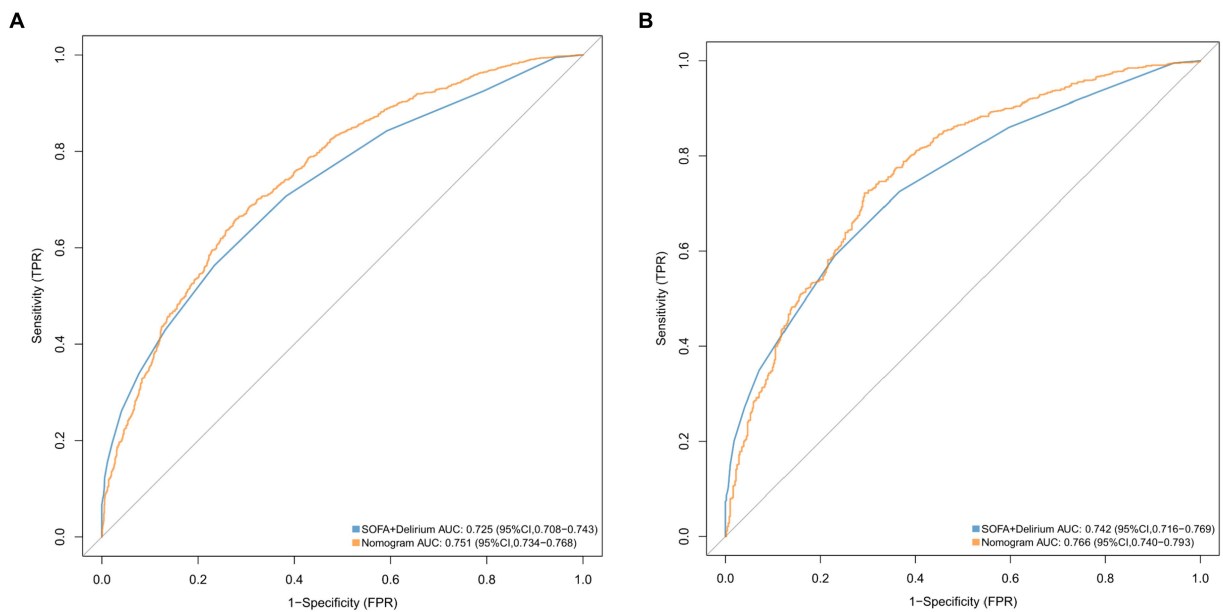 A
Sensitivity (TPR)
1.0
0.8
0.6
0.4
0.2
0.0
SOFA+Delirium AUC: 0.725 (95%CI,0.708−0.743)
Nomogram AUC: 0.751 (95%CI,0.734−0.768)
0.0 0.2 0.4 0.6 0.8 1.0
1−Specificity (FPR)
B
Sensitivity (TPR)
1.0
0.8
0.6
0.4
0.2
0.0
SOFA+Delirium AUC: 0.742 (95%CI,0.716−0.769)
Nomogram AUC: 0.766 (95%CI,0.740−0.793)
0.0 0.2 0.4 0.6 0.8 1.0
1−Specificity (FPR)